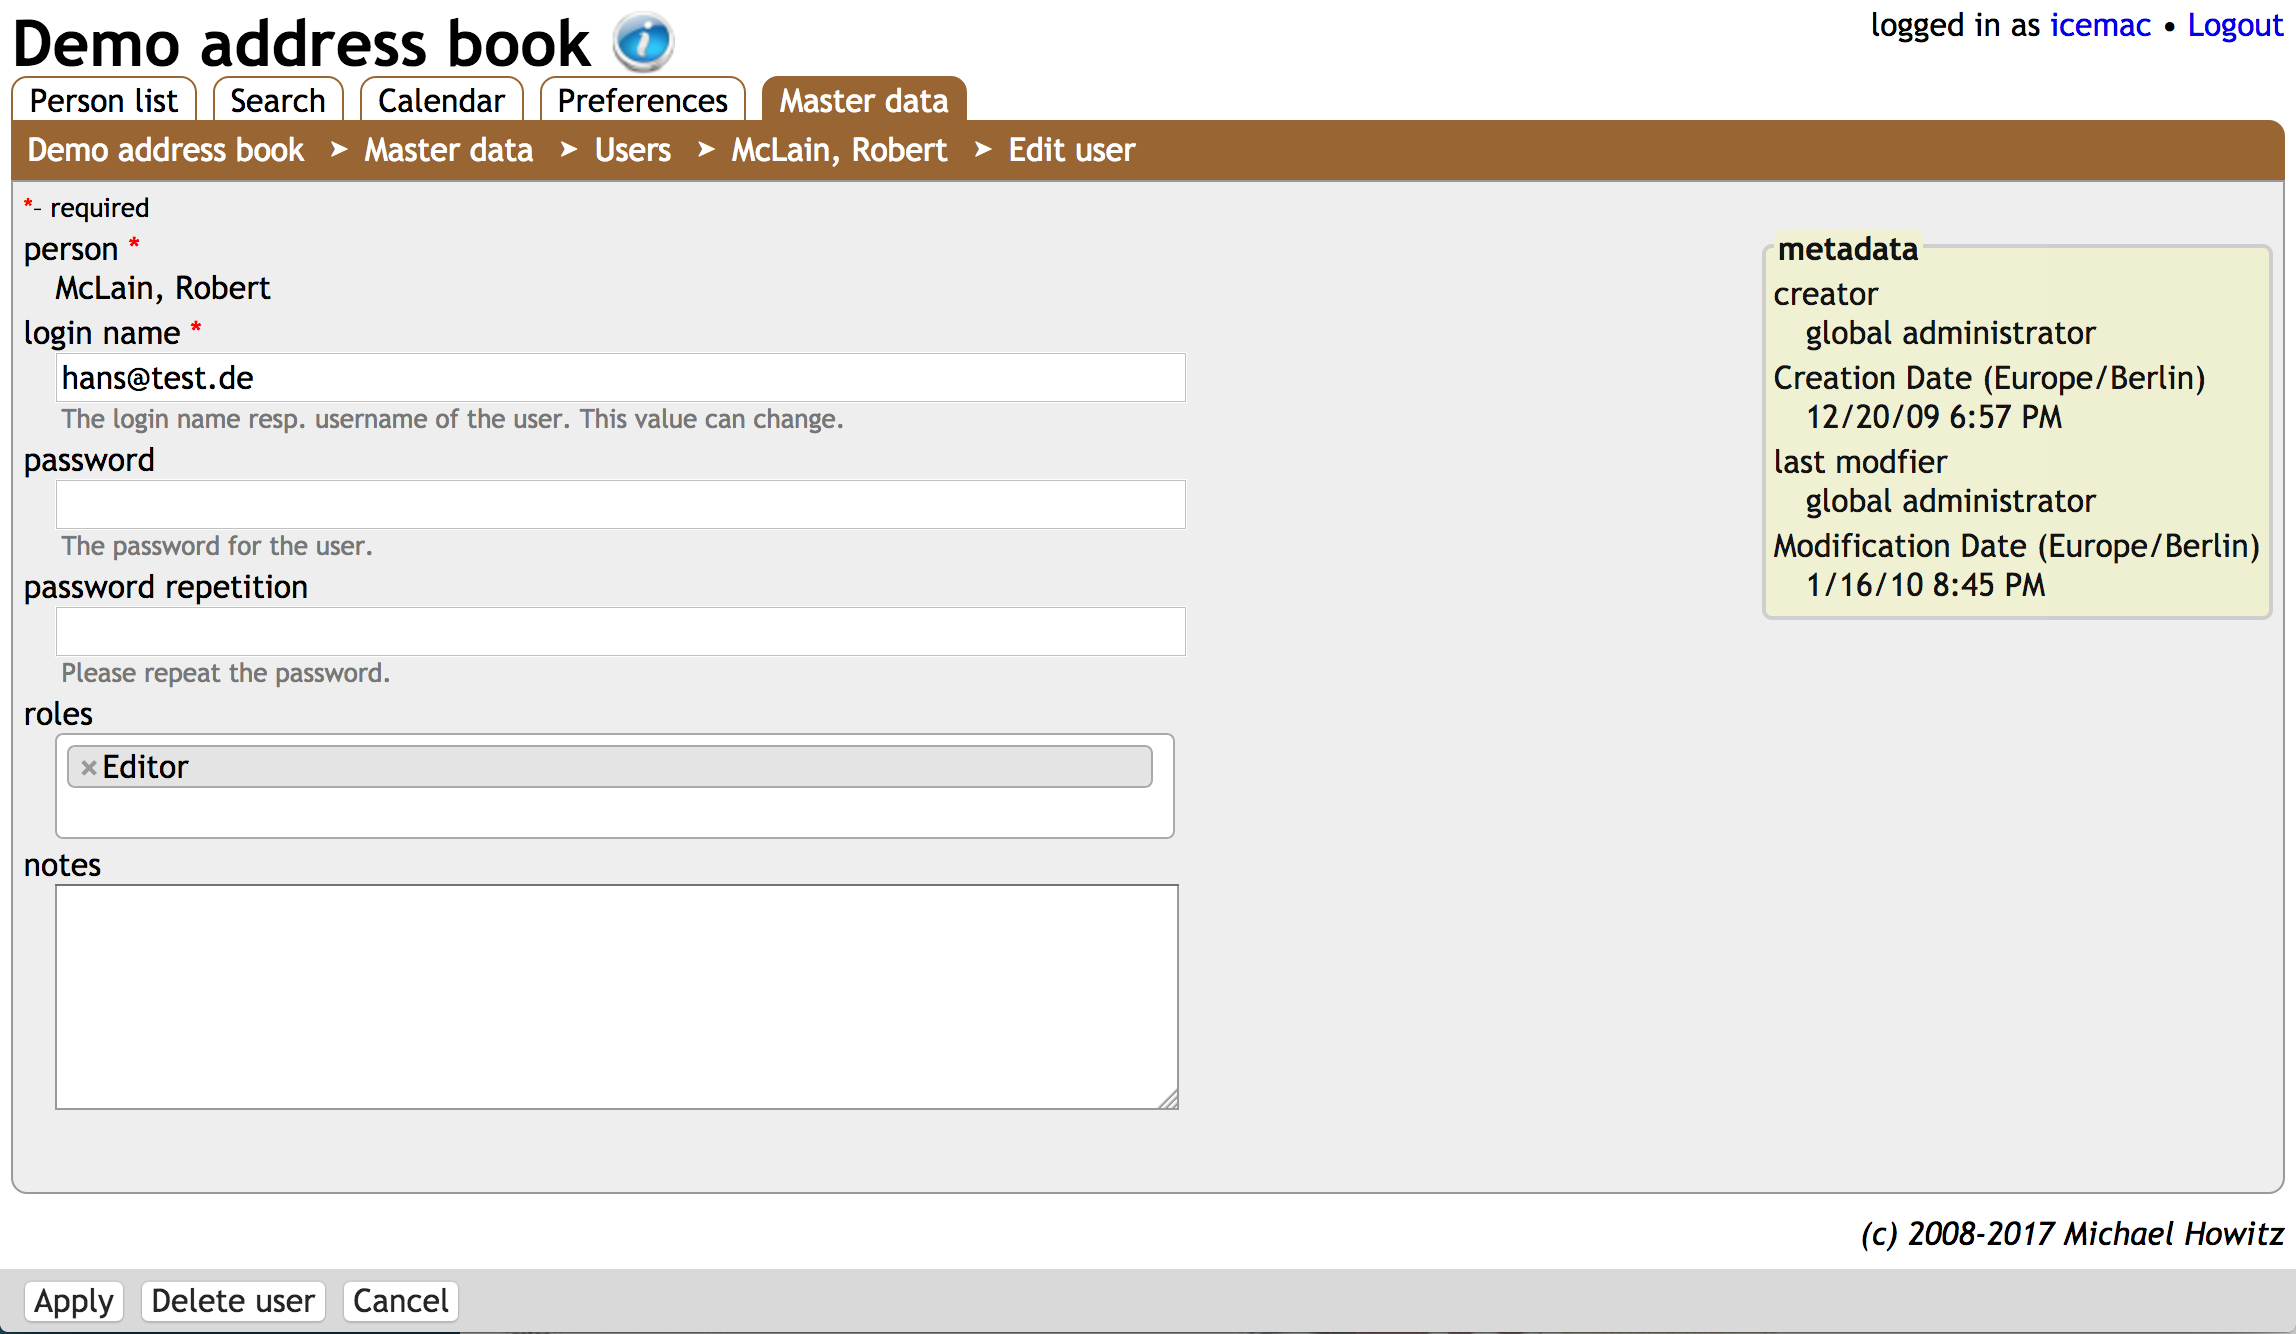 Demo address book
logged in as icemac • Logout
Person list Search Calendar Preferences Master data
Demo address book ➤ Master data ➤ Users ➤ McLain, Robert ➤ Edit user
*- required
person *
McLain, Robert
login name *
hans@test.de
The login name resp. username of the user. This value can change.
password
The password for the user.
password repetition
Please repeat the password.
roles
×Editor
notes
metadata
creator
global administrator
Creation Date (Europe/Berlin)
12/20/09 6:57 PM
last modfier
global administrator
Modification Date (Europe/Berlin)
1/16/10 8:45 PM
(c) 2008-2017 Michael Howitz
Apply Delete user Cancel